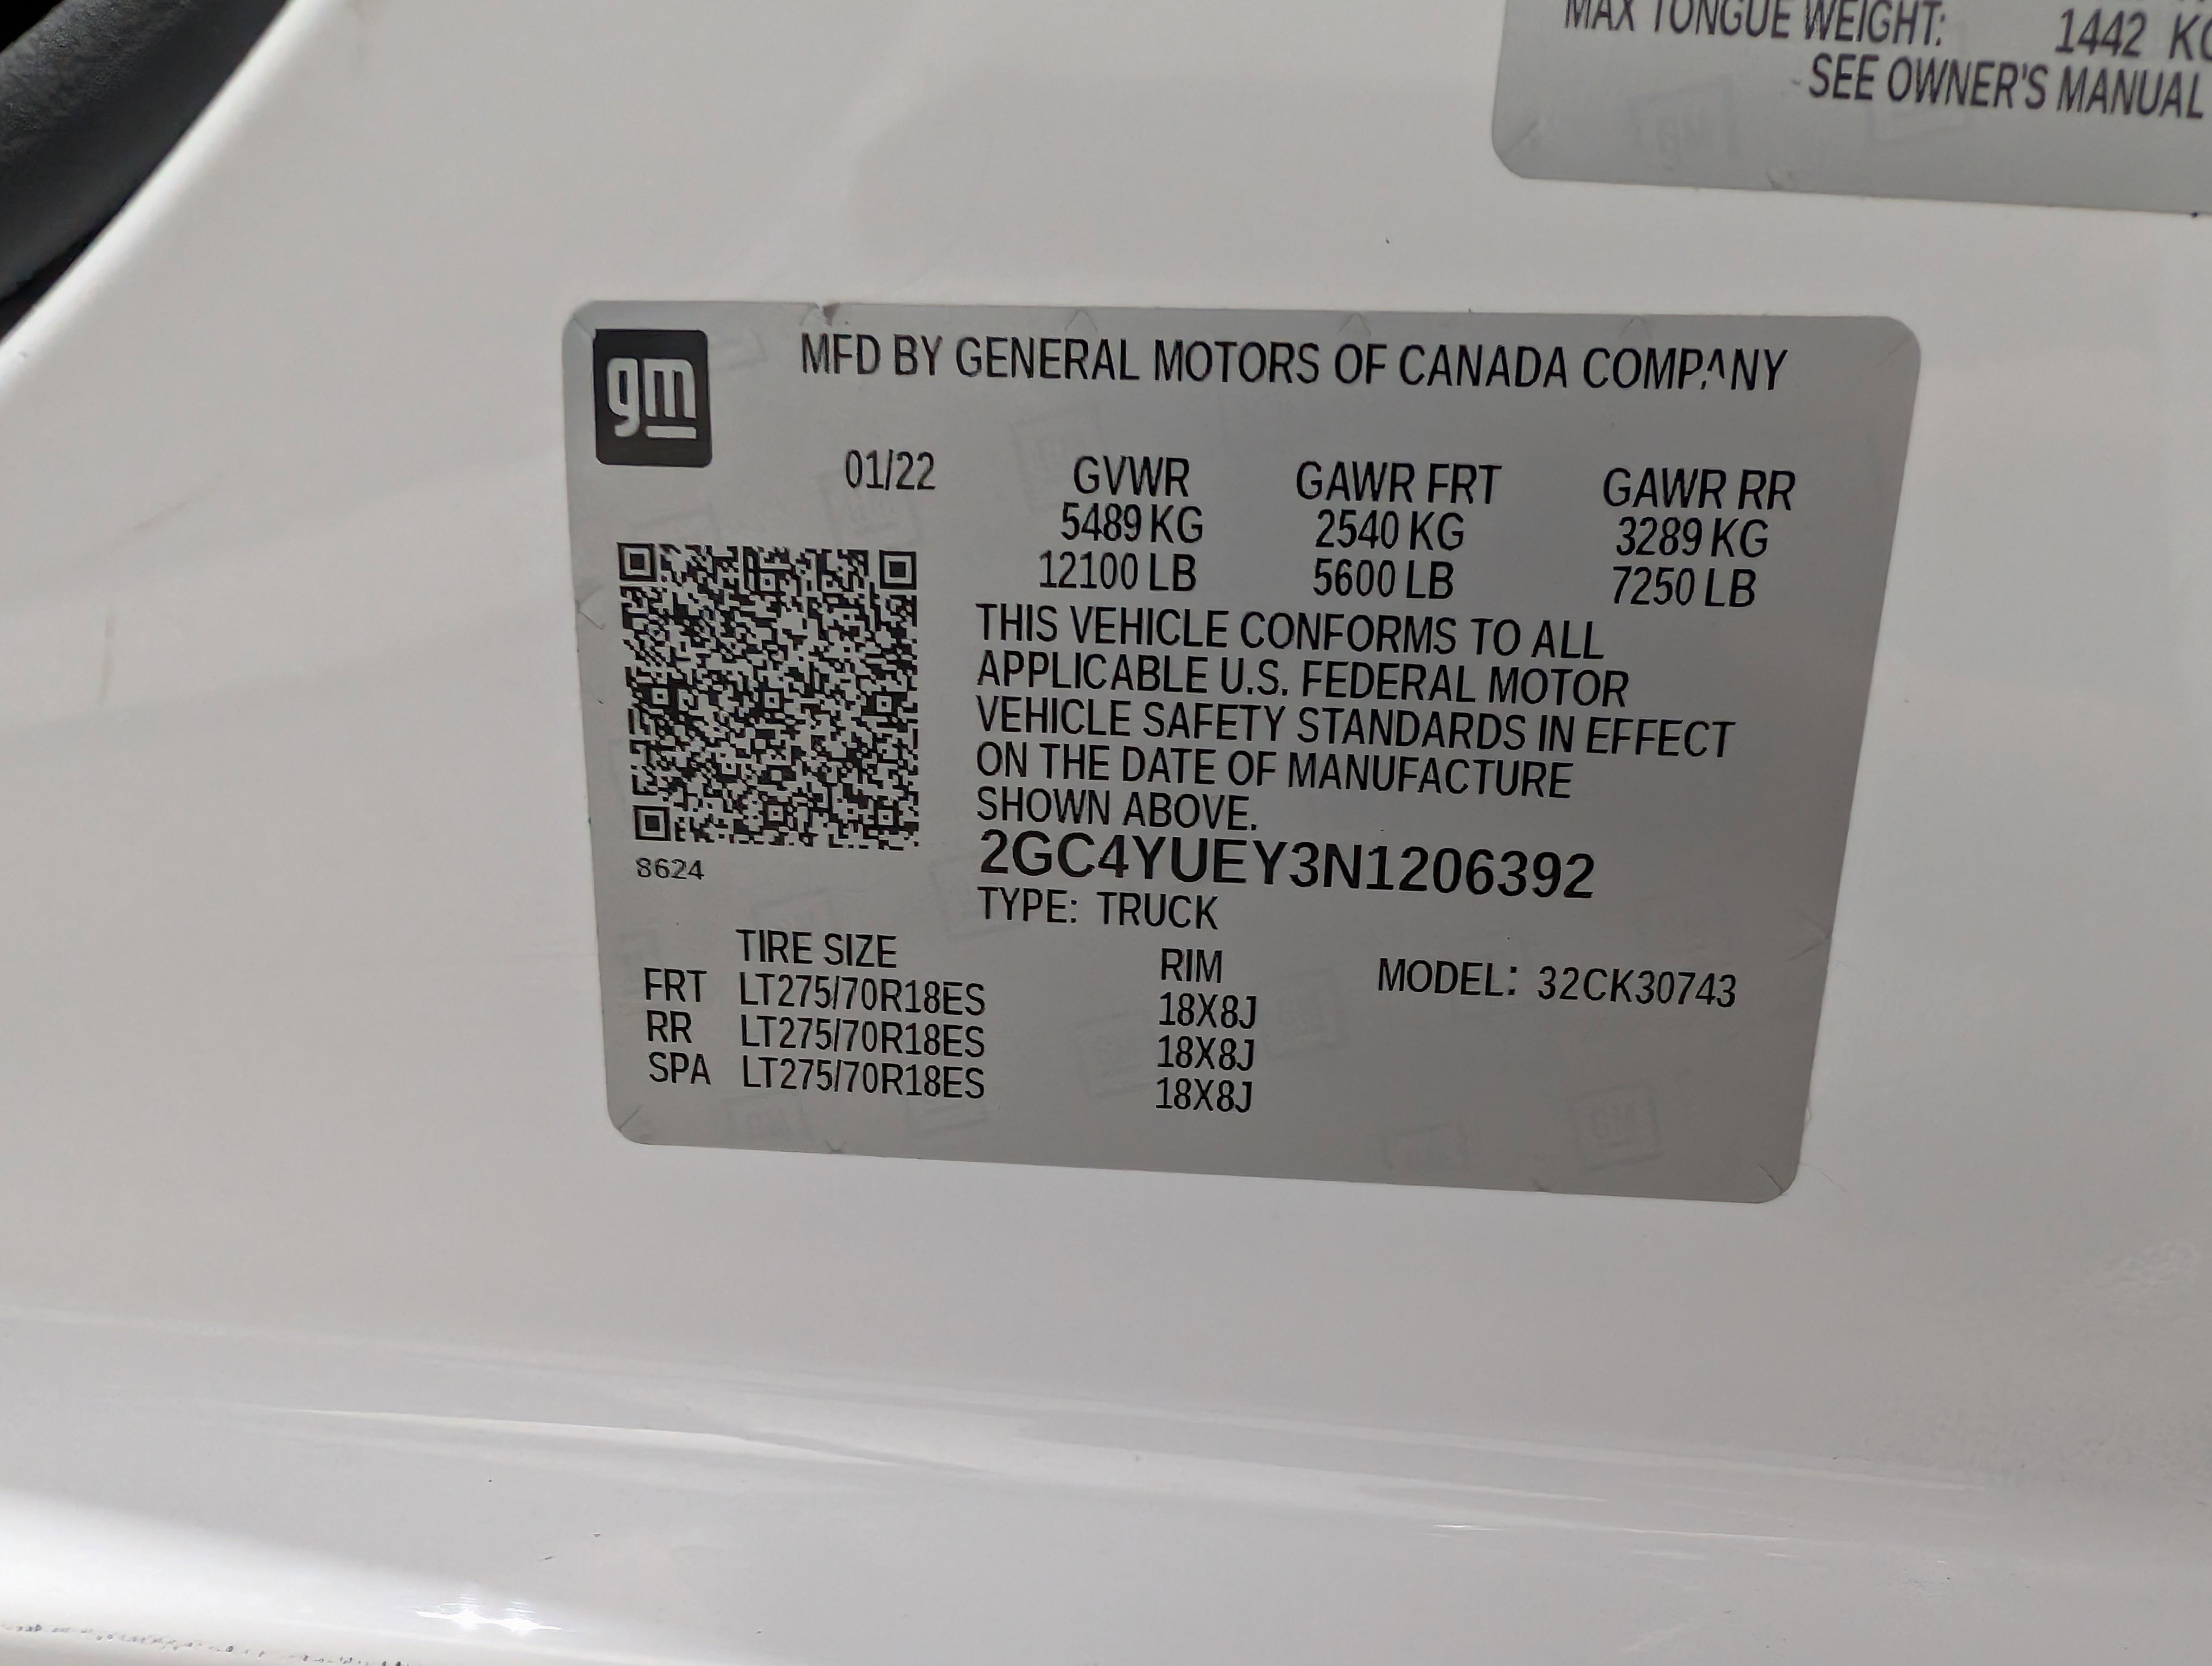 MAX TONGUE WEIGHT: 1442 KG
SEE OWNER'S MANUAL
gm
MFD BY GENERAL MOTORS OF CANADA COMPANY
01/22 GVWR GAWR FRT GAWR RR
5489 KG 2540 KG 3289 KG
12100 LB 5600 LB 7250 LB
THIS VEHICLE CONFORMS TO ALL
APPLICABLE U.S. FEDERAL MOTOR
VEHICLE SAFETY STANDARDS IN EFFECT
ON THE DATE OF MANUFACTURE
SHOWN ABOVE.
8624
2GC4YUEY3N1206392
TYPE: TRUCK
TIRE SIZE RIM MODEL: 32CK30743
FRT LT275/70R18ES 18X8J
RR LT275/70R18ES 18X8J
SPA LT275/70R18ES 18X8J